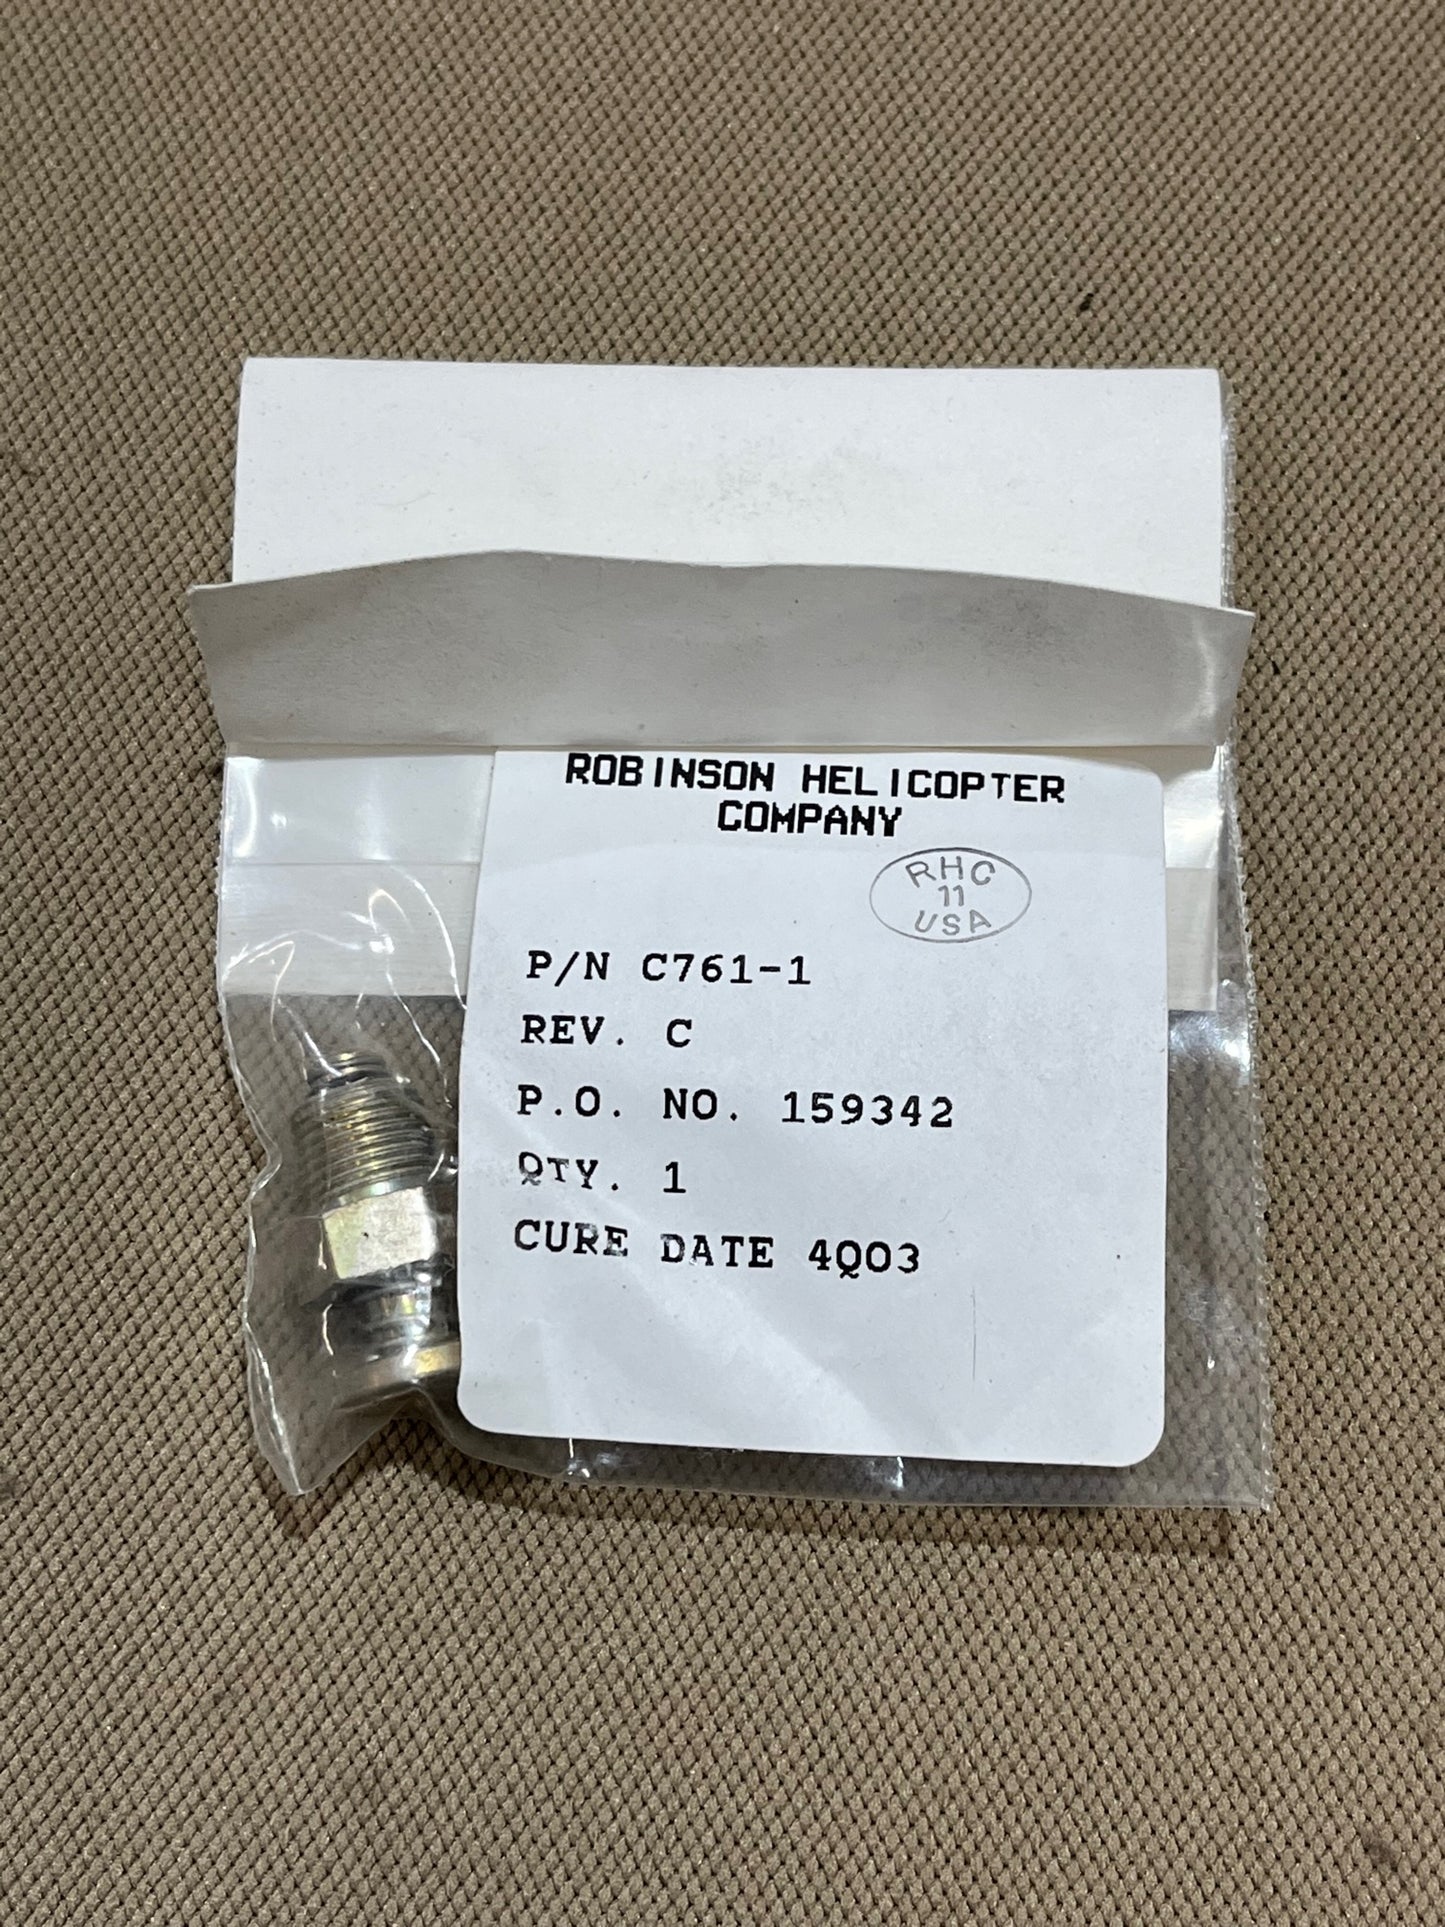 ROBINSON HELICOPTER
COMPANY
RHC
11
USA
P/N C761-1
REV. C
P.O. NO. 159342
QTY. 1
CURE DATE 4Q03